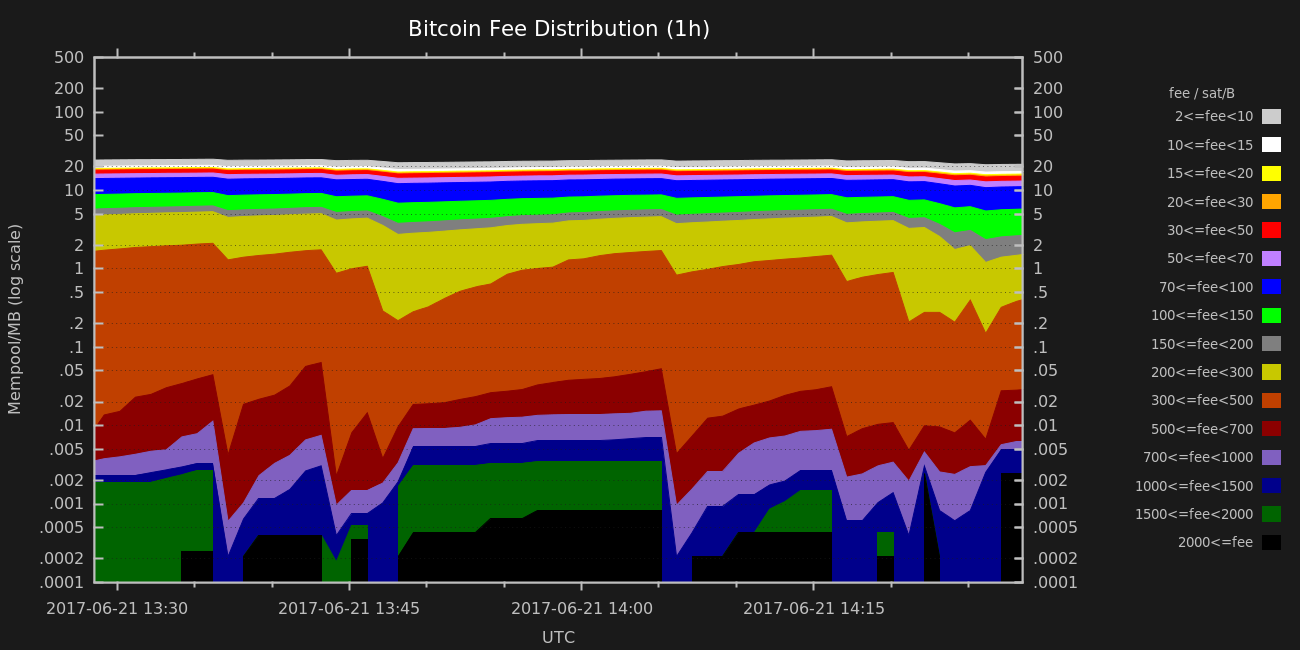 Bitcoin Fee Distribution (1h)
500
200
100
50
20
10
5
2
1
.5
.2
.1
.05
.02
.01
.005
.002
.001
.0005
.0002
.0001
Mempool/MB (log scale)
500
200
100
50
20
10
5
2
1
.5
.2
.1
.05
.02
.01
.005
.002
.001
.0005
.0002
.0001
2017-06-21 13:30
2017-06-21 13:45
2017-06-21 14:00
2017-06-21 14:15
UTC
fee / sat/B
2<=fee<10
10<=fee<15
15<=fee<20
20<=fee<30
30<=fee<50
50<=fee<70
70<=fee<100
100<=fee<150
150<=fee<200
200<=fee<300
300<=fee<500
500<=fee<700
700<=fee<1000
1000<=fee<1500
1500<=fee<2000
2000<=fee